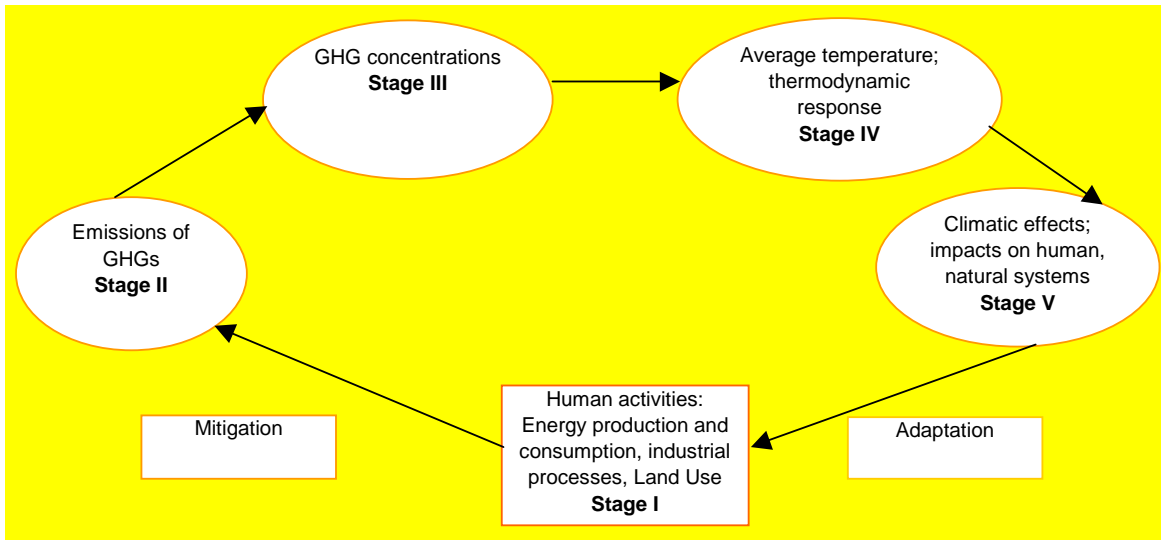 GHG concentrations
Stage III
Average temperature;
thermodynamic
response
Stage IV
Emissions of
GHGs
Stage II
Climatic effects;
impacts on human,
natural systems
Stage V
Mitigation
Human activities:
Energy production and
consumption, industrial
processes, Land Use
Stage I
Adaptation